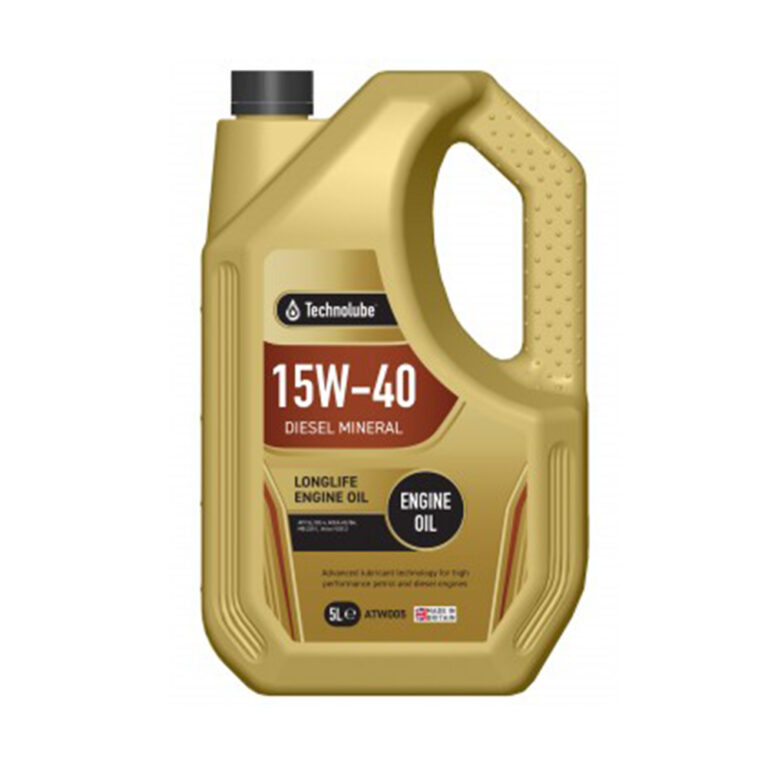 Technolube
15W-40
DIESEL MINERAL
LONGLIFE
ENGINE OIL
ENGINE
OIL
Advanced lubricant technology for high
performance petrol and diesel engines
5L e
ATW005
MADE IN
BRITAIN